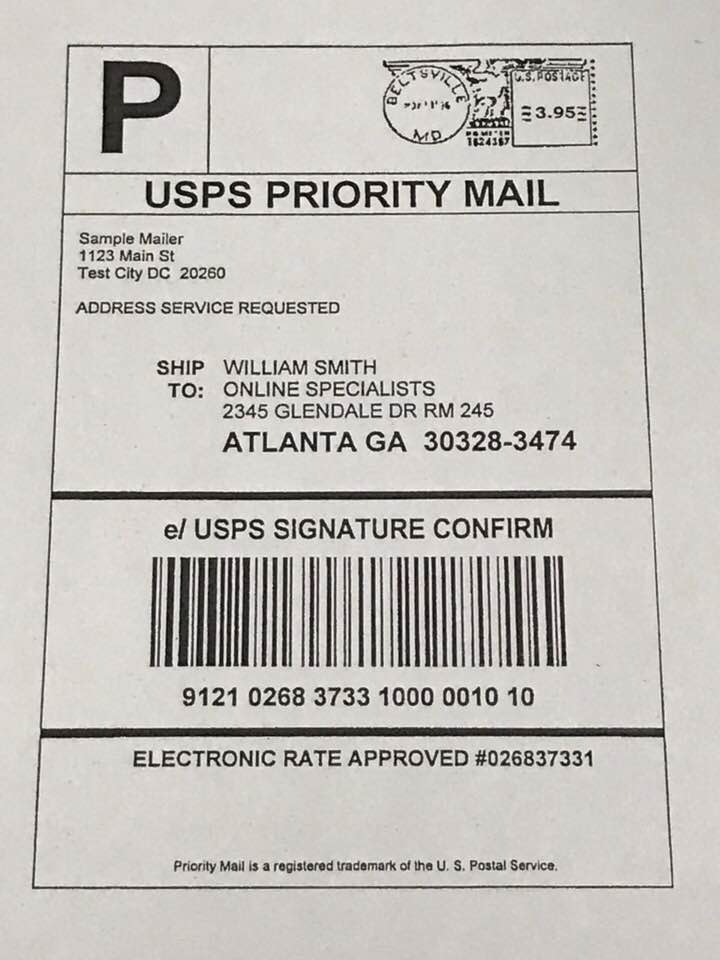 P
BELTSVILLE
MD
U.S. POSTAGE
3.95
USPS PRIORITY MAIL
Sample Mailer
1123 Main St
Test City DC 20260
ADDRESS SERVICE REQUESTED
SHIP WILLIAM SMITH
TO: ONLINE SPECIALISTS
2345 GLENDALE DR RM 245
ATLANTA GA 30328-3474
e/ USPS SIGNATURE CONFIRM
9121 0268 3733 1000 0010 10
ELECTRONIC RATE APPROVED #026837331
Priority Mail is a registered trademark of the U. S. Postal Service.